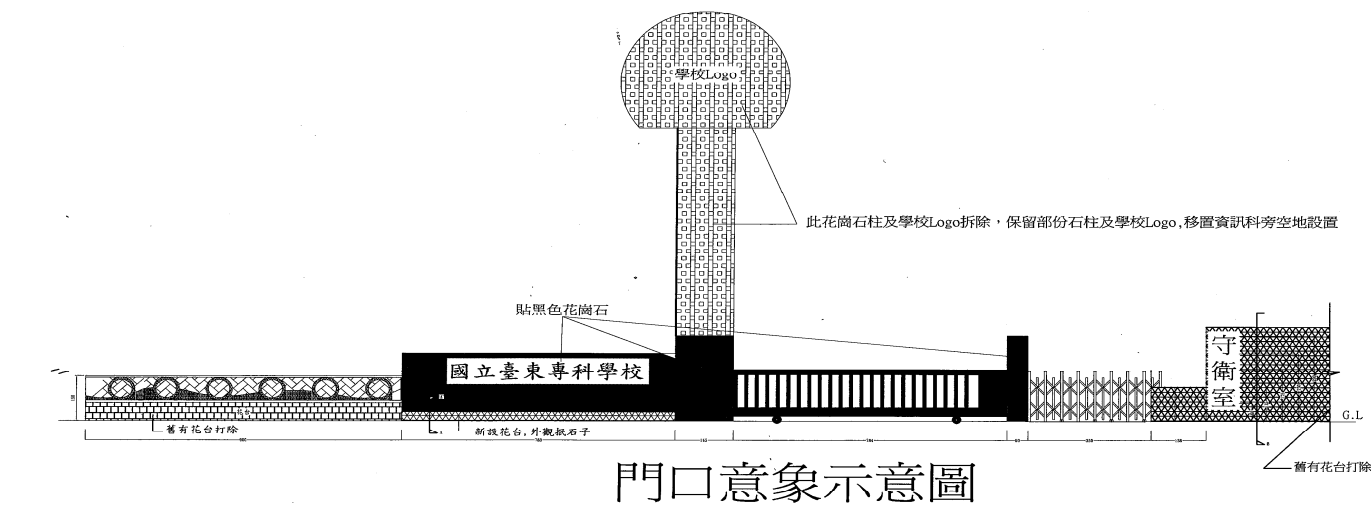 學校Logo
此花崗石柱及學校Logo拆除，保留部份石柱及學校Logo,移置資訊科旁空地設置
貼黑色花崗石
國立臺東專科學校
守衛室
花台
G.L
舊有花台打除
新設花台,外觀抿石子
舊有花台打除
門口意象示意圖